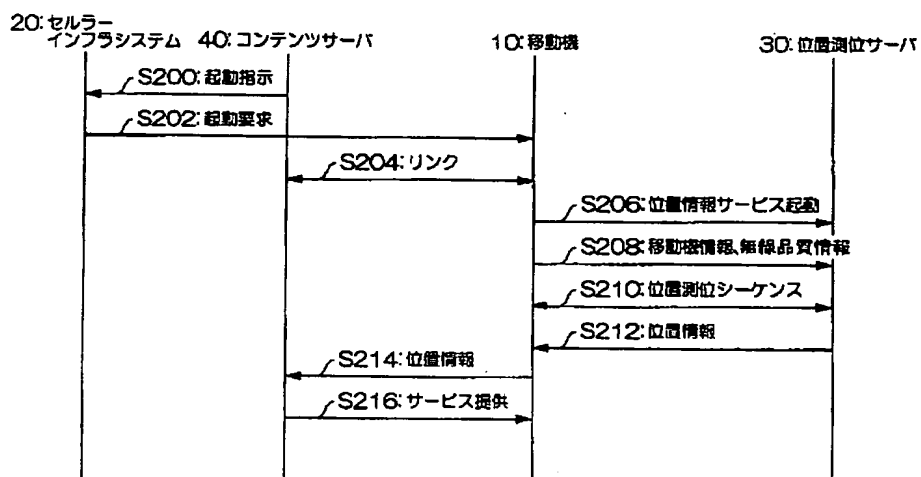 20:セルラー
インフラシステム
40:コンテンツサーバ
10:移動機
30:位置測位サーバ
S200:起動指示
S202:起動要求
S204:リンク
S206:位置情報サービス起動
S208:移動機情報、無線品質情報
S210:位置測位シーケンス
S212:位置情報
S214:位置情報
S216:サービス提供